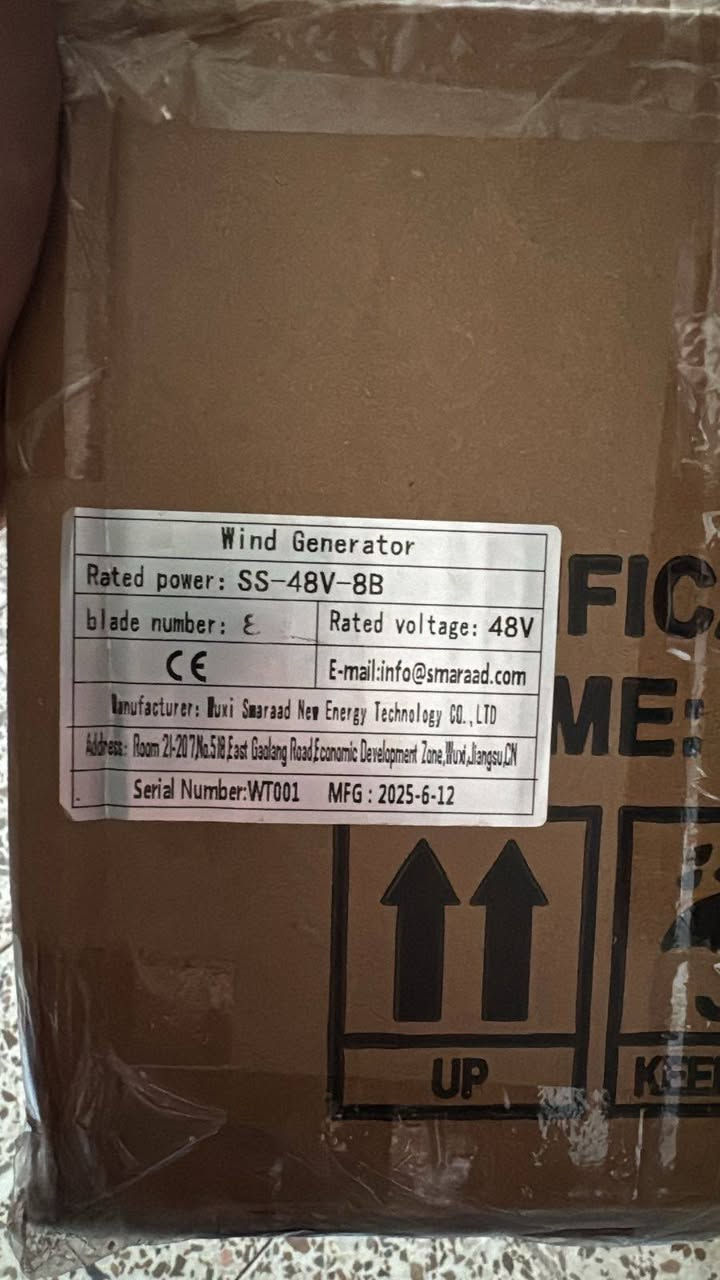 Wind Generator
Rated power: SS-48V-8B
blade number: Rated voltage: 48V
CE E-mail:info@smaraad.com
Manufacturer: Wuxi Smaraad New Energy Technology CO.,LTD
Address: Room 21-207,No.518,East Gaolang Road,Economic Development Zone,Wuxi,Jiangsu,CN
Serial Number:WT001 MFG : 2025-6-12
FIC
ME:
UP
KEE